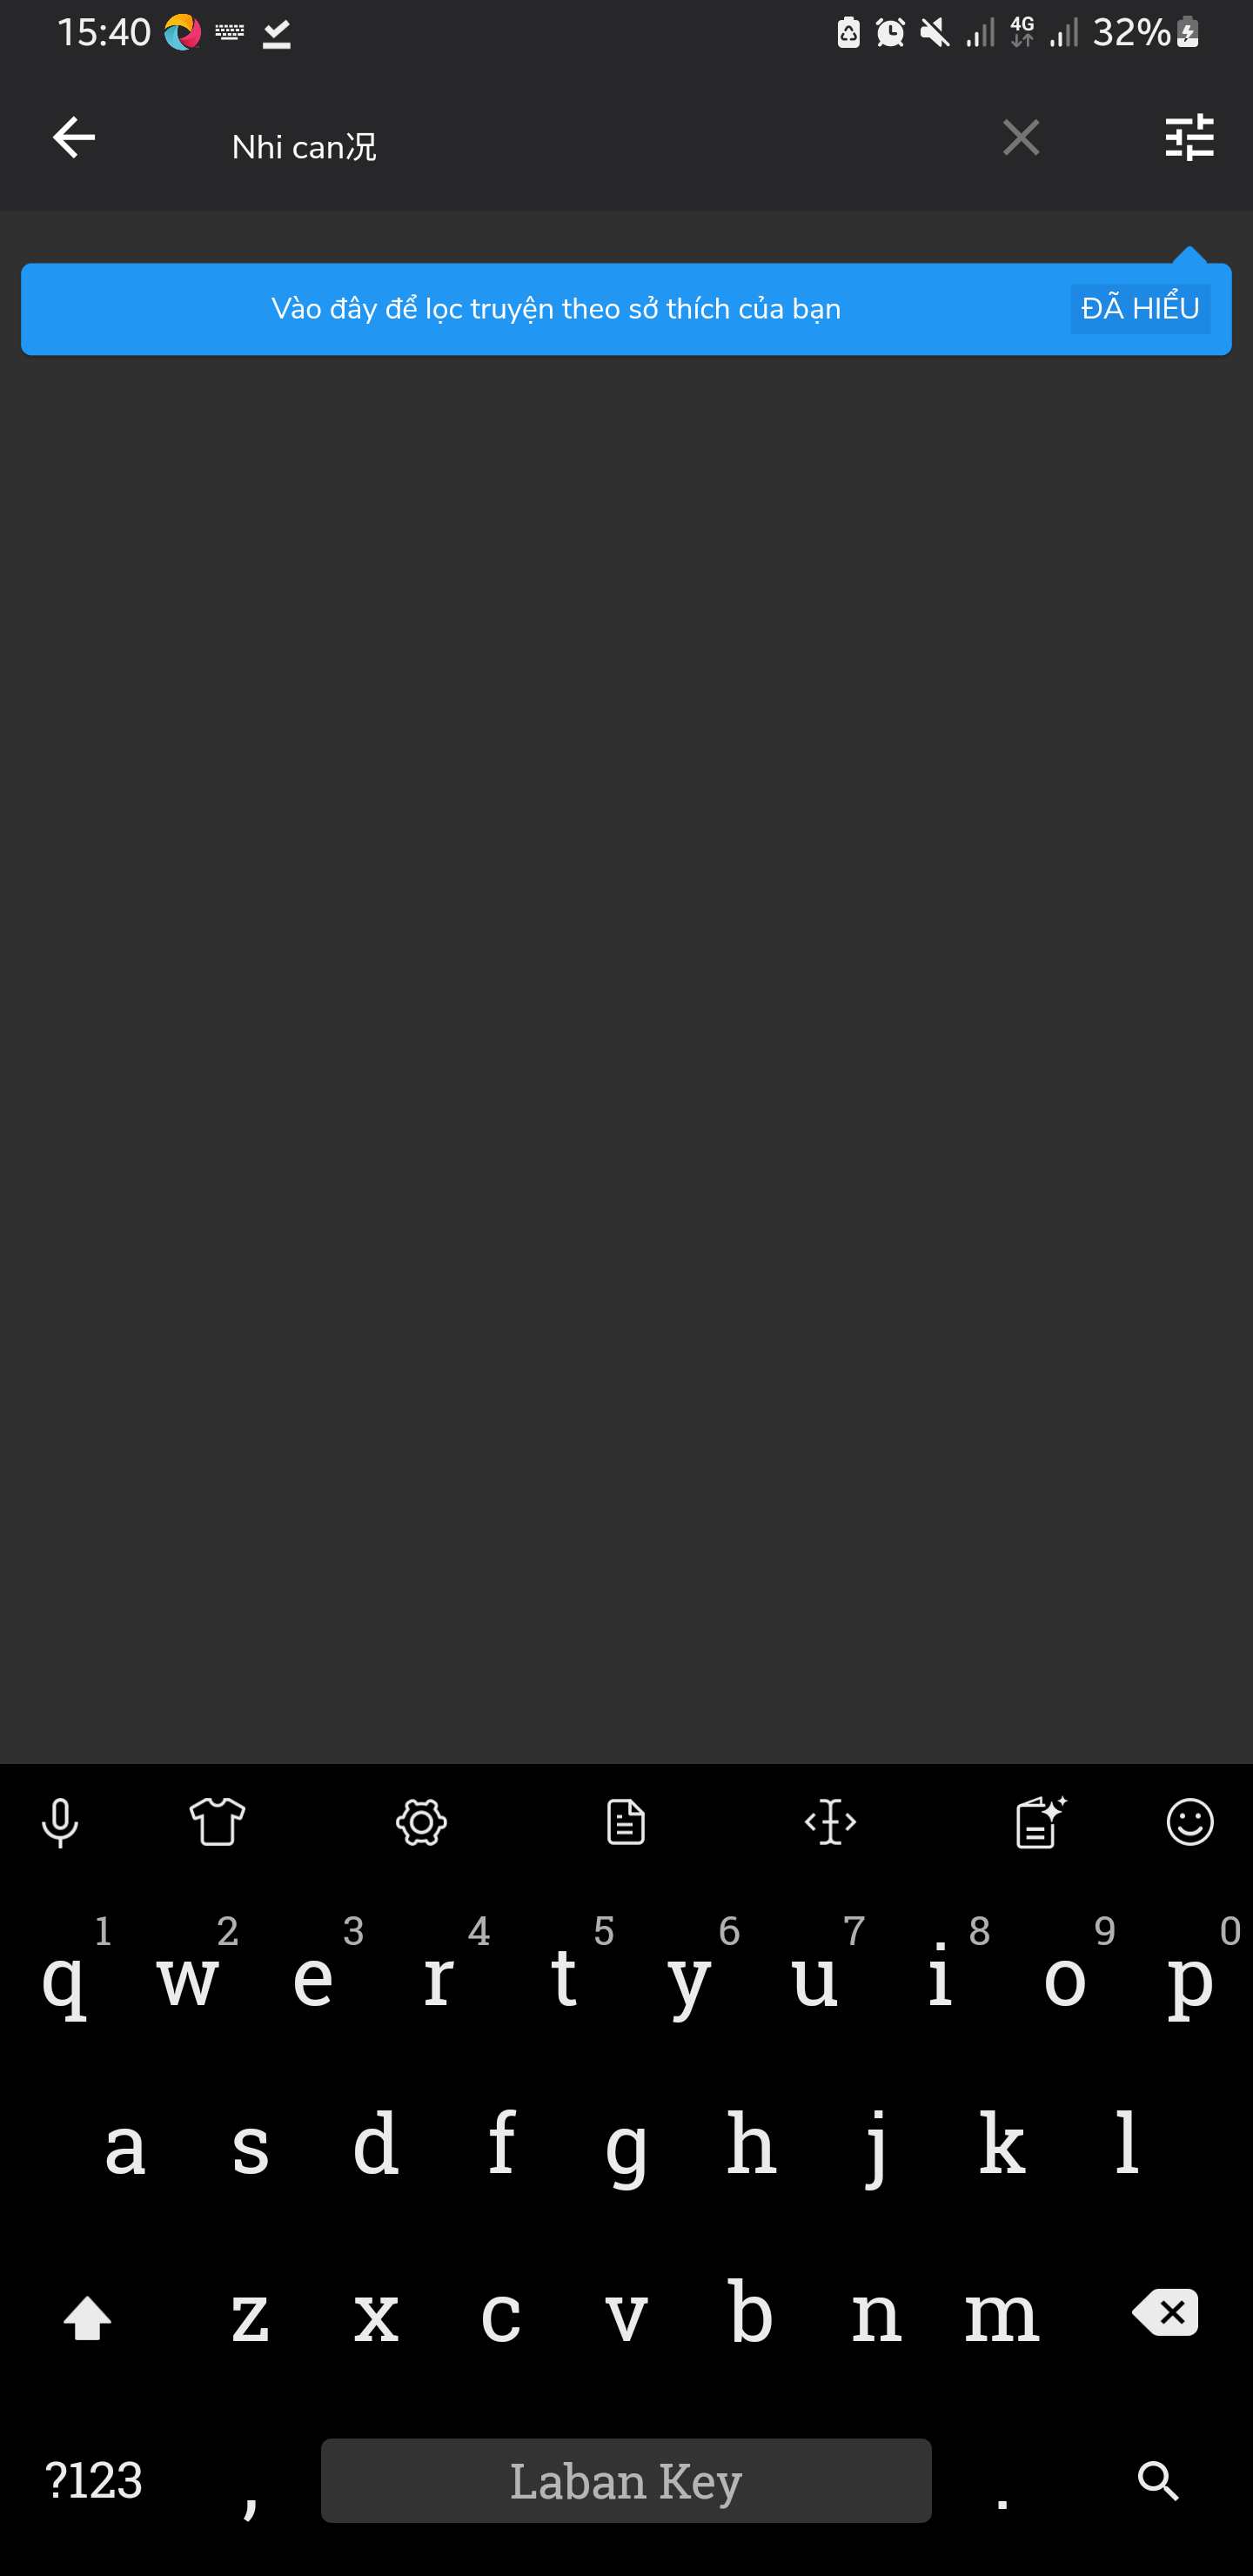 15:40 4G 32%
Nhi can况
Vào đây để lọc truyện theo sở thích của bạn ĐÃ HIỂU
1 2 3 4 5 6 7 8 9 0
q w e r t y u i o p
a s d f g h j k l
z x c v b n m
?123 , Laban Key .